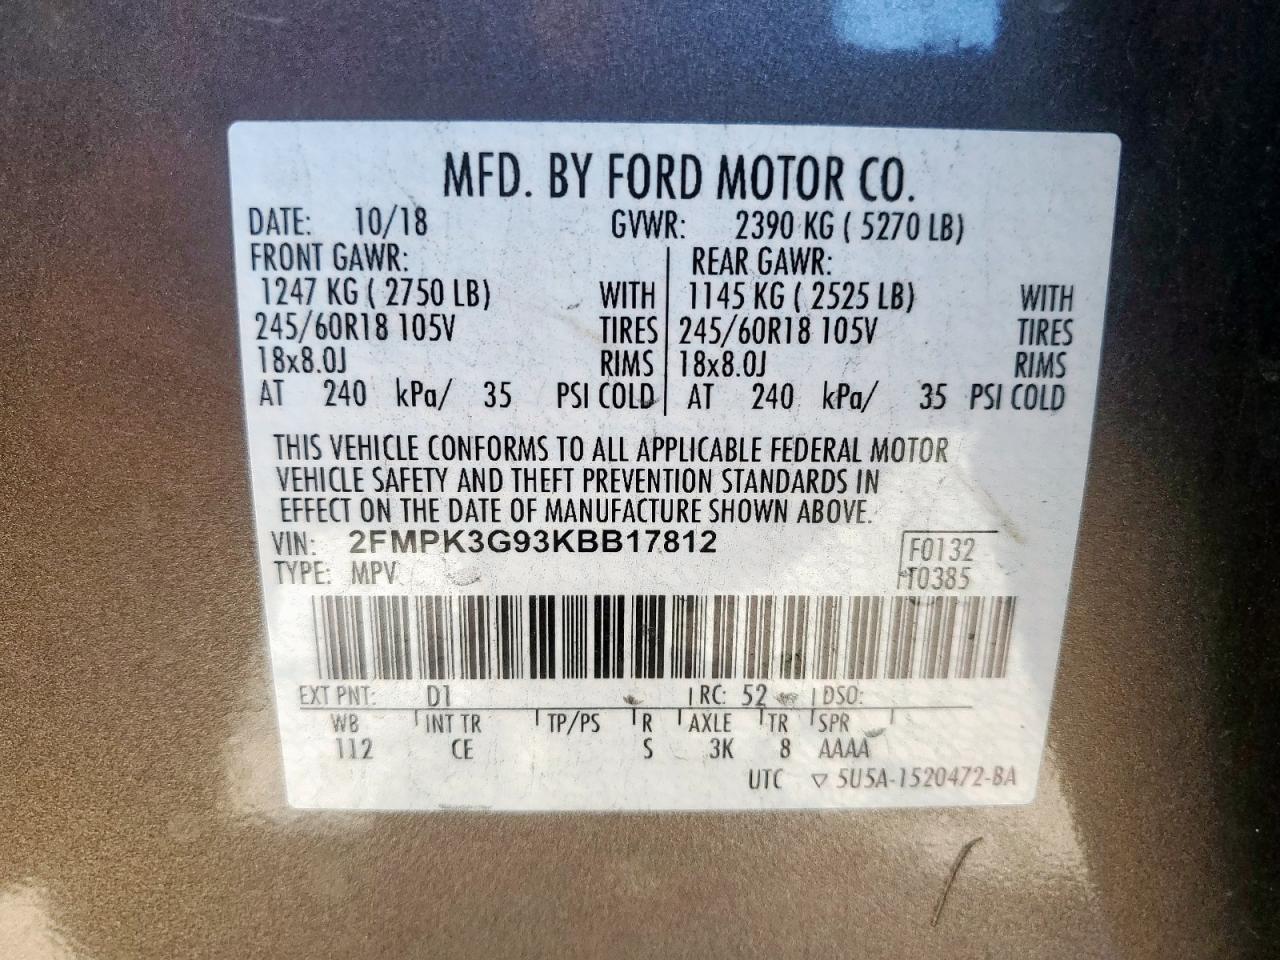 MFD. BY FORD MOTOR CO.
DATE: 10/18 GVWR: 2390 KG ( 5270 LB)
FRONT GAWR: REAR GAWR:
1247 KG ( 2750 LB) WITH 1145 KG ( 2525 LB) WITH
245/60R18 105V TIRES 245/60R18 105V TIRES
18x8.0J RIMS 18x8.0J RIMS
AT 240 kPa/ 35 PSI COLD AT 240 kPa/ 35 PSI COLD
THIS VEHICLE CONFORMS TO ALL APPLICABLE FEDERAL MOTOR
VEHICLE SAFETY AND THEFT PREVENTION STANDARDS IN
EFFECT ON THE DATE OF MANUFACTURE SHOWN ABOVE.
VIN: 2FMPK3G93KBB17812 F0132
TYPE: MPV T0385
EXT PNT: D1 RC: 52 DSO:
WB INT TR TP/PS R AXLE TR SPR
112 CE S 3K 8 AAAA
UTC ▽ 5U5A-1520472-BA